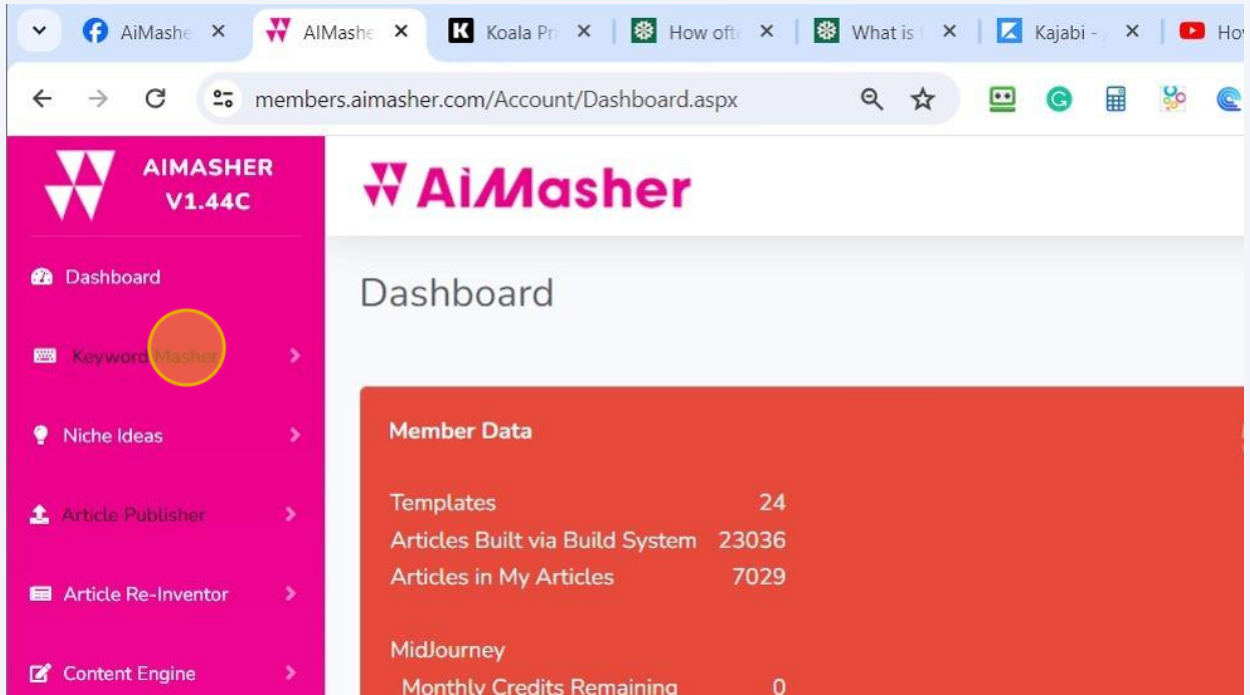 AiMashe
AIMashe
Koala Pr
How oft
What is
Kajabi -
How
members.aimasher.com/Account/Dashboard.aspx
AIMASHER
V1.44C
AiMasher
Dashboard
Dashboard
Keyword Masher
Niche Ideas
Article Publisher
Article Re-Inventor
Content Engine
Member Data
Templates 24
Articles Built via Build System 23036
Articles in My Articles 7029
MidJourney
Monthly Credits Remaining 0